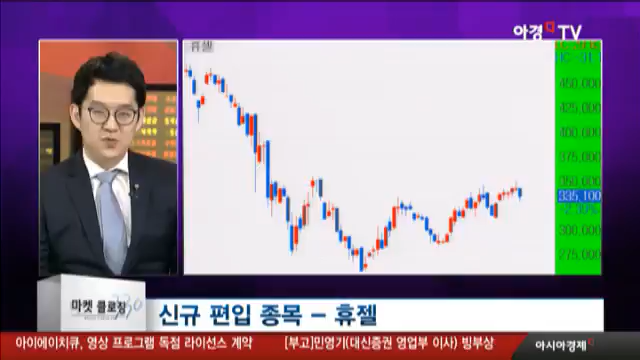 휴젤
아경 TV
450,000
425,000
400,000
375,000
350,000
335,100
300,000
275,000
마켓 클로징
신규 편입 종목 – 휴젤
아이에이치큐, 영상 프로그램 독점 라이선스 계약
[부고]민영기(대신증권 영업부 이사) 빙부상
아시아경제